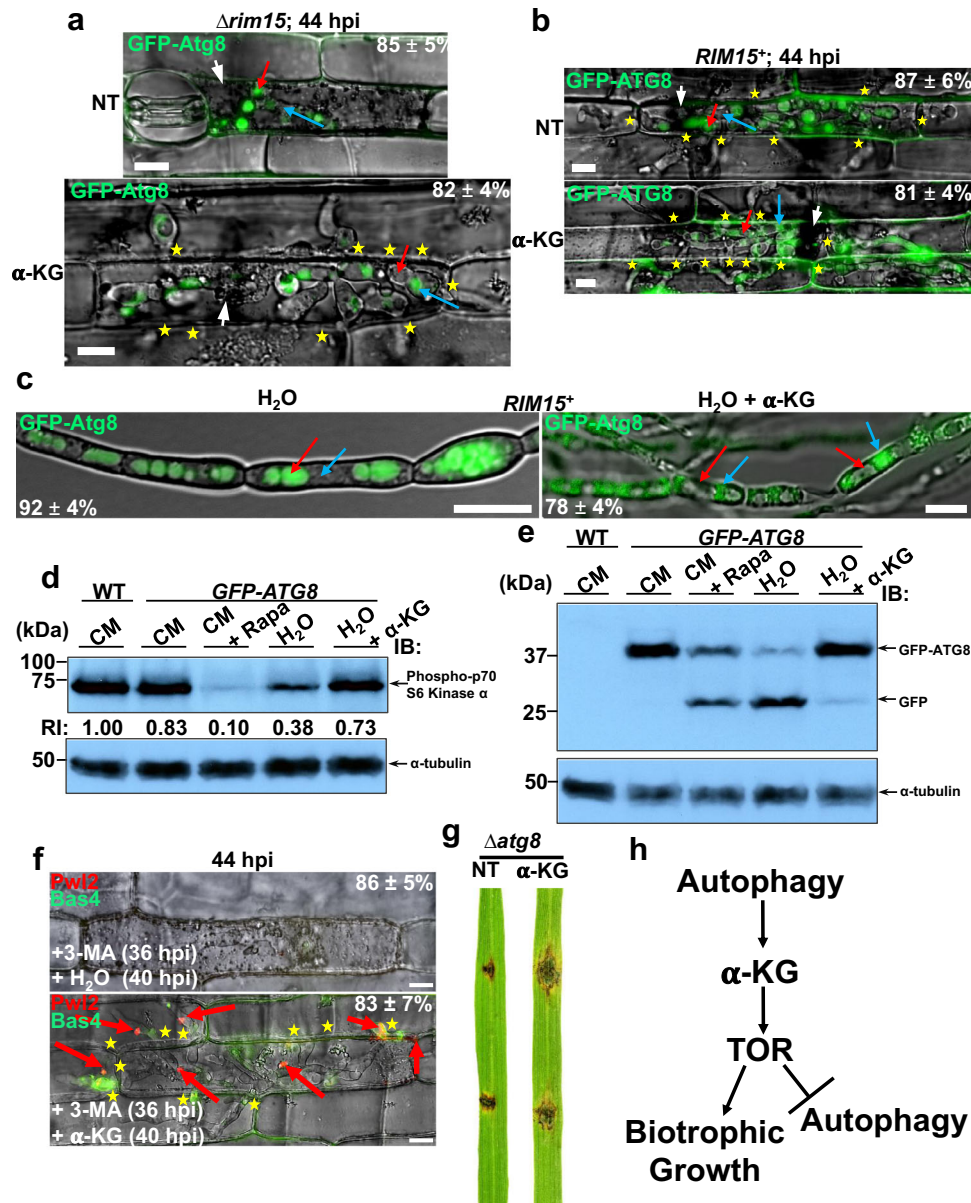 a
Δrim15; 44 hpi
GFP-Atg8
85 ± 5%
NT
GFP-Atg8
82 ± 4%
α-KG
b
RIM15+; 44 hpi
GFP-ATG8
87 ± 6%
NT
GFP-ATG8
81 ± 4%
α-KG
c
H2O
RIM15+
H2O + α-KG
GFP-Atg8
92 ± 4%
GFP-Atg8
78 ± 4%
d
WT
GFP-ATG8
(kDa)
CM
CM
CM + Rapa
H2O
H2O + α-KG
IB:
100
75
Phospho-p70
S6 Kinase α
RI: 1.00 0.83 0.10 0.38 0.73
50
α-tubulin
e
WT
GFP-ATG8
(kDa)
CM
CM
CM + Rapa
H2O
H2O + α-KG
IB:
37
GFP-ATG8
25
GFP
50
α-tubulin
f
44 hpi
Pwl2
Bas4
86 ± 5%
+3-MA (36 hpi)
+ H2O (40 hpi)
Pwl2
Bas4
83 ± 7%
+ 3-MA (36 hpi)
+ α-KG (40 hpi)
g
Δatg8
NT α-KG
h
Autophagy
α-KG
TOR
Biotrophic
Growth
Autophagy